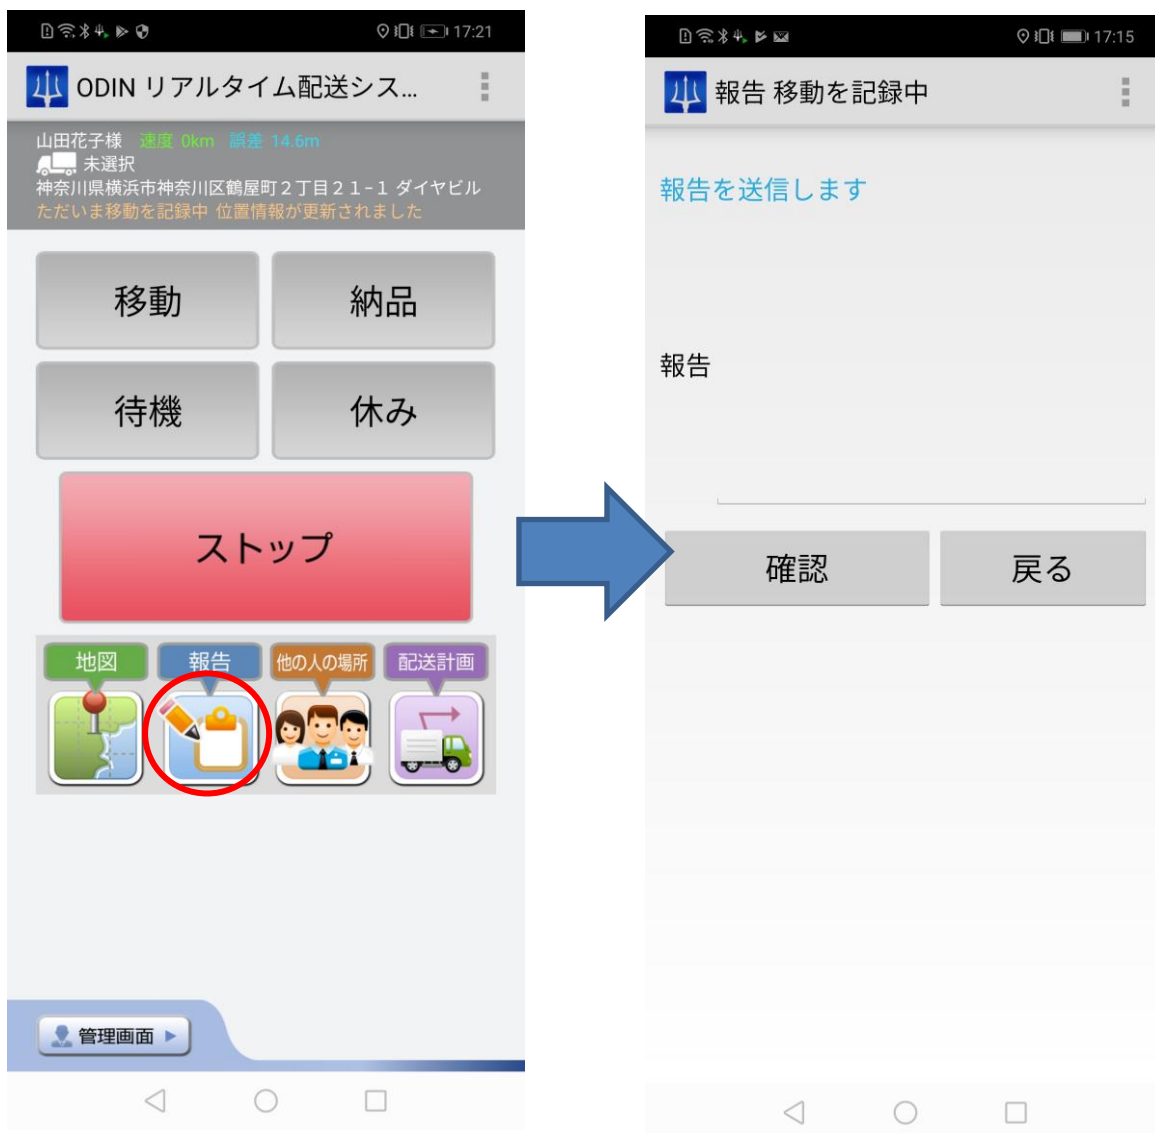 17:21
ODIN リアルタイム配送シス...
山田花子様 速度 0km 誤差 14.6m
未選択
神奈川県横浜市神奈川区鶴屋町２丁目２１−１ ダイヤビル
ただいま移動を記録中 位置情報が更新されました
移動 納品
待機 休み
ストップ
地図 報告 他の人の場所 配送計画
管理画面
17:15
報告 移動を記録中
報告を送信します
報告
確認 戻る